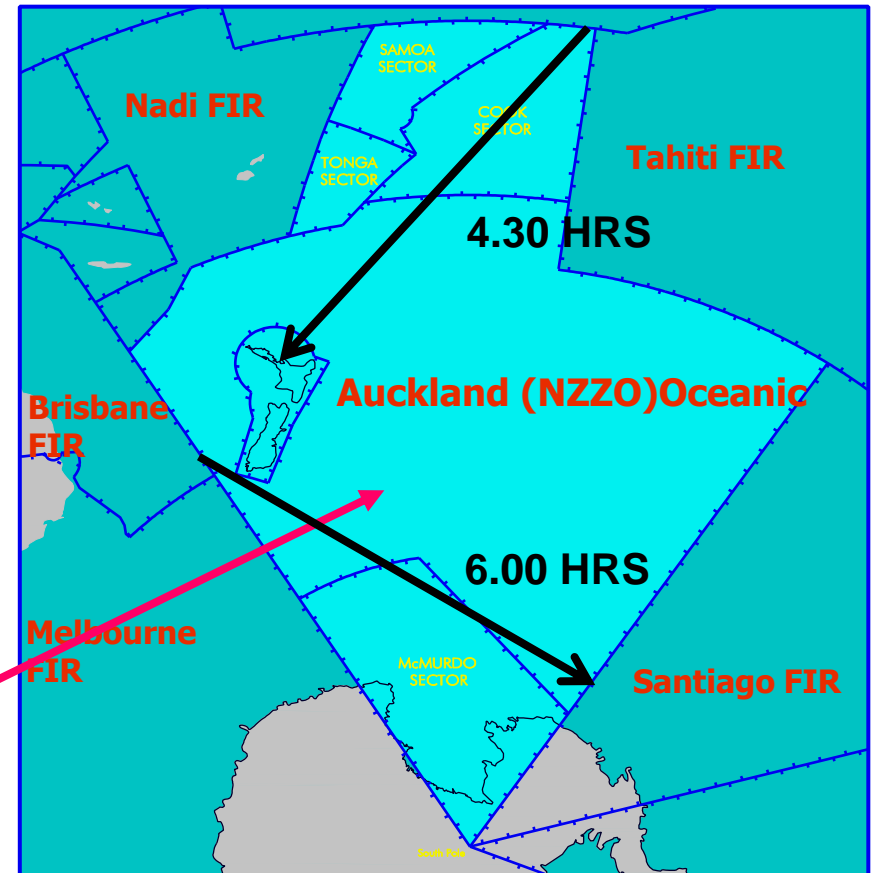 SAMOA
SECTOR
Nadi FIR
COOK
SECTOR
TONGA
SECTOR
Tahiti FIR
4.30 HRS
Auckland (NZZO)Oceanic
Brisbane
FIR
6.00 HRS
Melbourne
FIR
McMURDO
SECTOR
Santiago FIR
South Pole